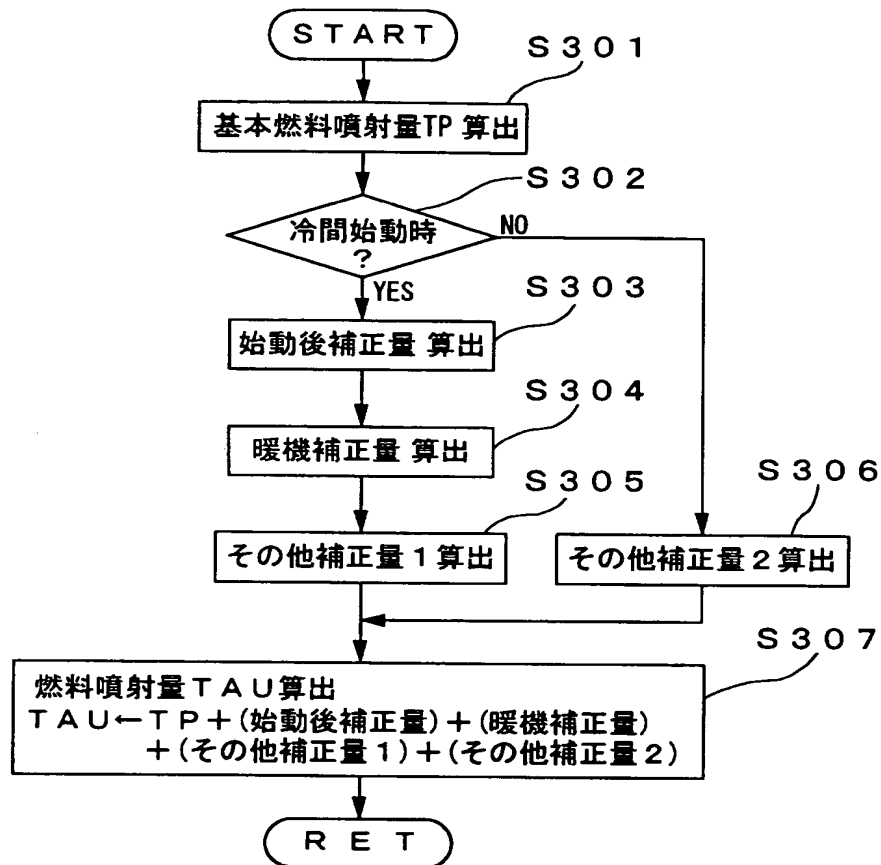 START
S301
基本燃料噴射量TP 算出
S302
冷間始動時
?
NO
YES
S303
始動後補正量 算出
S304
暖機補正量 算出
S305
その他補正量1算出
S306
その他補正量2算出
S307
燃料噴射量TAU算出
TAU←TP+(始動後補正量)+(暖機補正量)
+(その他補正量1)+(その他補正量2)
RET